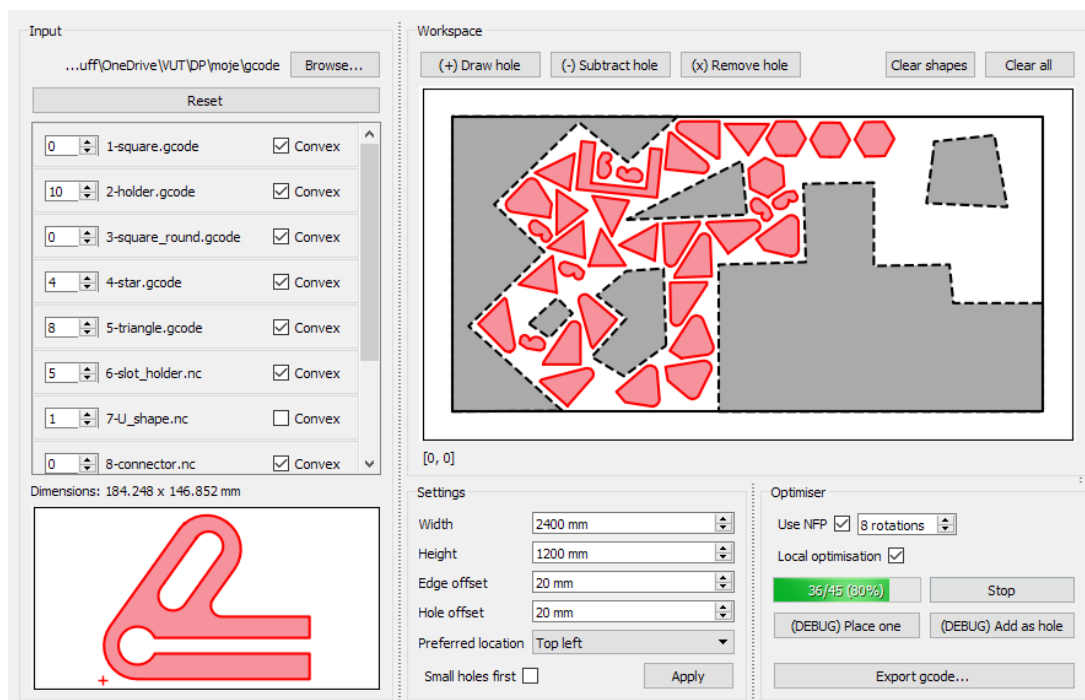 Input
...uff\OneDrive\VUT\DP\moje\gcode Browse...
Reset
0 1-square.gcode Convex
10 2-holder.gcode Convex
0 3-square_round.gcode Convex
4 4-star.gcode Convex
8 5-triangle.gcode Convex
5 6-slot_holder.nc Convex
1 7-U_shape.nc Convex
0 8-connector.nc Convex
Dimensions: 184.248 x 146.852 mm
Workspace
(+) Draw hole (-) Subtract hole (x) Remove hole Clear shapes Clear all
[0, 0]
Settings
Width 2400 mm
Height 1200 mm
Edge offset 20 mm
Hole offset 20 mm
Preferred location Top left
Small holes first Apply
Optimiser
Use NFP 8 rotations
Local optimisation
36/45 (80%) Stop
(DEBUG) Place one (DEBUG) Add as hole
Export gcode...